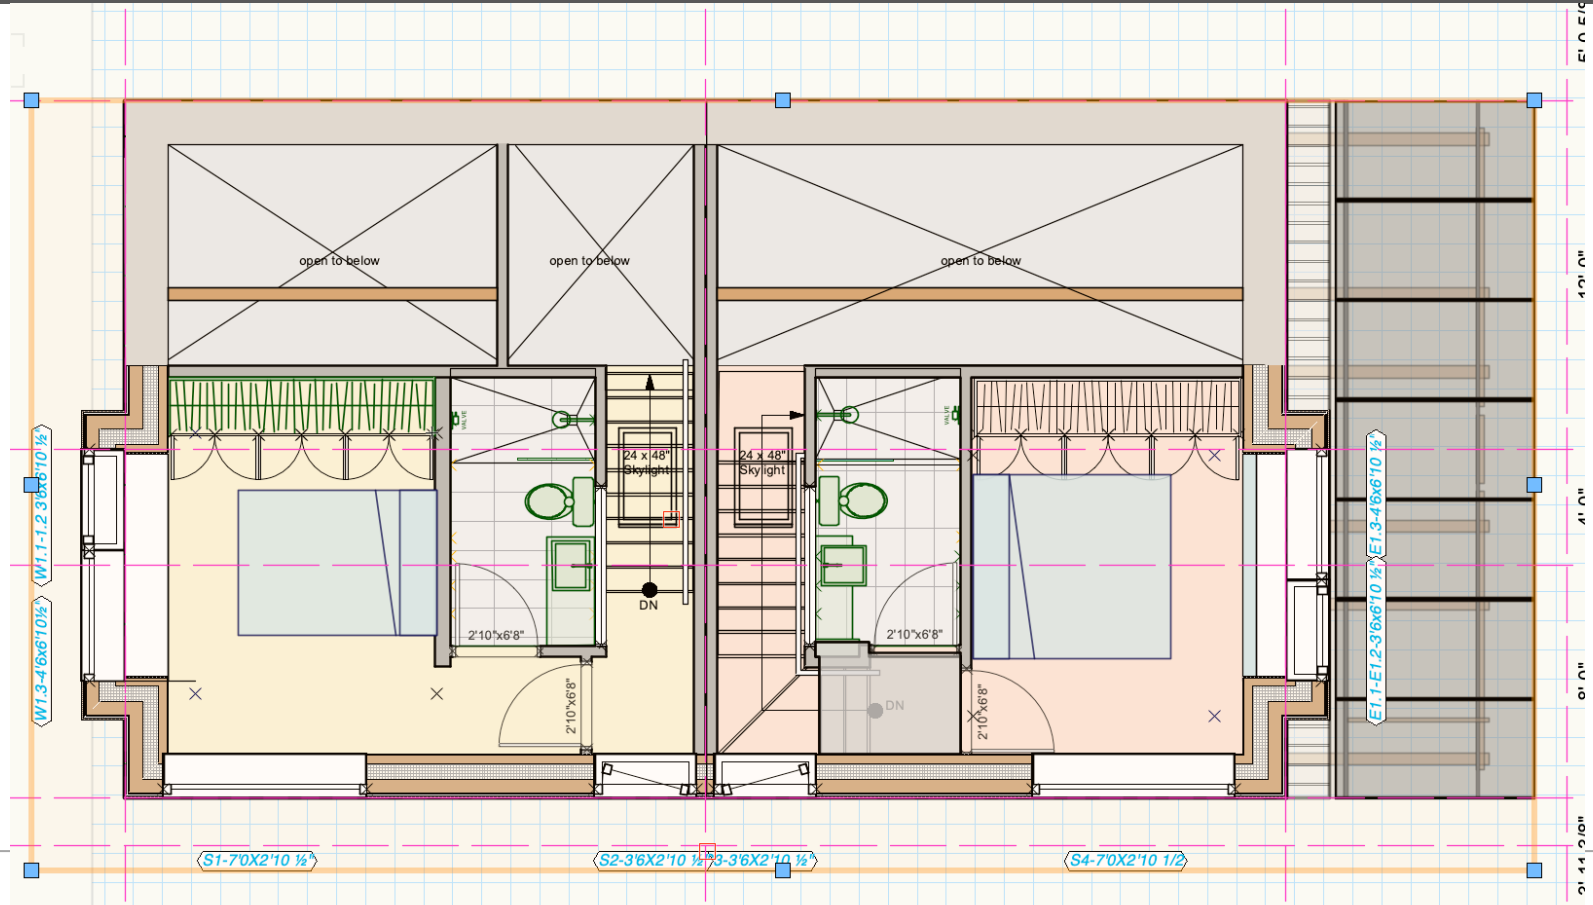 5'-0 5/8
open to below
open to below
open to below
12'-0"
VALVE
VALVE
24 x 48"
Skylight
24 x 48"
Skylight
W1.1-1.2 3'6x6'10 ½"
E1.3-4'6x6'10 ½"
4'-0"
DN
2'10"x6'8"
2'10"x6'8"
W1.3-4'6x6'10½"
E1.1-E1.2-3'6x6'10 ½"
8'-0"
2'10"x6'8"
DN
2'10"x6'8"
S1-7'0X2'10 ½"
S2-3'6X2'10 ½"
3-3'6X2'10 ½"
S4-7'0X2'10 1/2